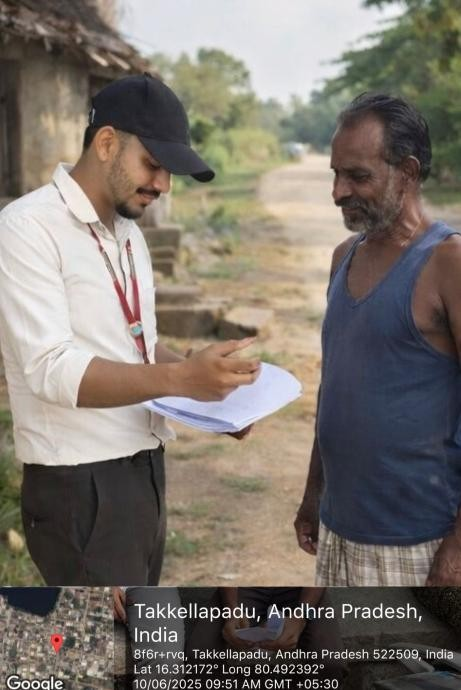 Takkellapadu, Andhra Pradesh,
India
8f6r+rvq, Takkellapadu, Andhra Pradesh 522509, India
Lat 16.312172° Long 80.492392°
10/06/2025 09:51 AM GMT +05:30
Google